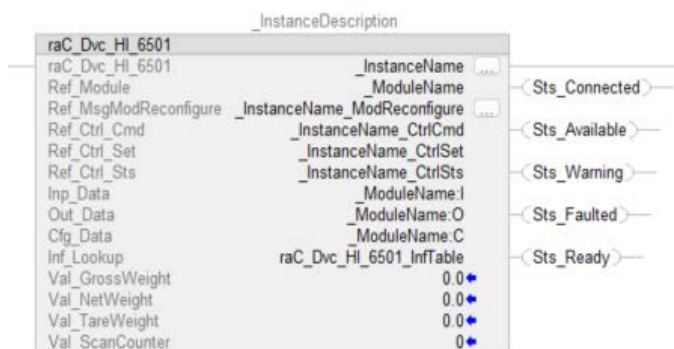 _InstanceDescription
raC_Dvc_HI_6501
raC_Dvc_HI_6501 _InstanceName ...
Ref_Module _ModuleName Sts_Connected
Ref_MsgModReconfigure _InstanceName_ModReconfigure ...
Ref_Ctrl_Cmd _InstanceName_CtrlCmd Sts_Available
Ref_Ctrl_Set _InstanceName_CtrlSet
Ref_Ctrl_Sts _InstanceName_CtrlSts Sts_Warning
Inp_Data _ModuleName:I
Out_Data _ModuleName:O Sts_Faulted
Cfg_Data _ModuleName:C
Inf_Lookup raC_Dvc_HI_6501_InfTable Sts_Ready
Val_GrossWeight 0.0
Val_NetWeight 0.0
Val_TareWeight 0.0
Val_ScanCounter 0